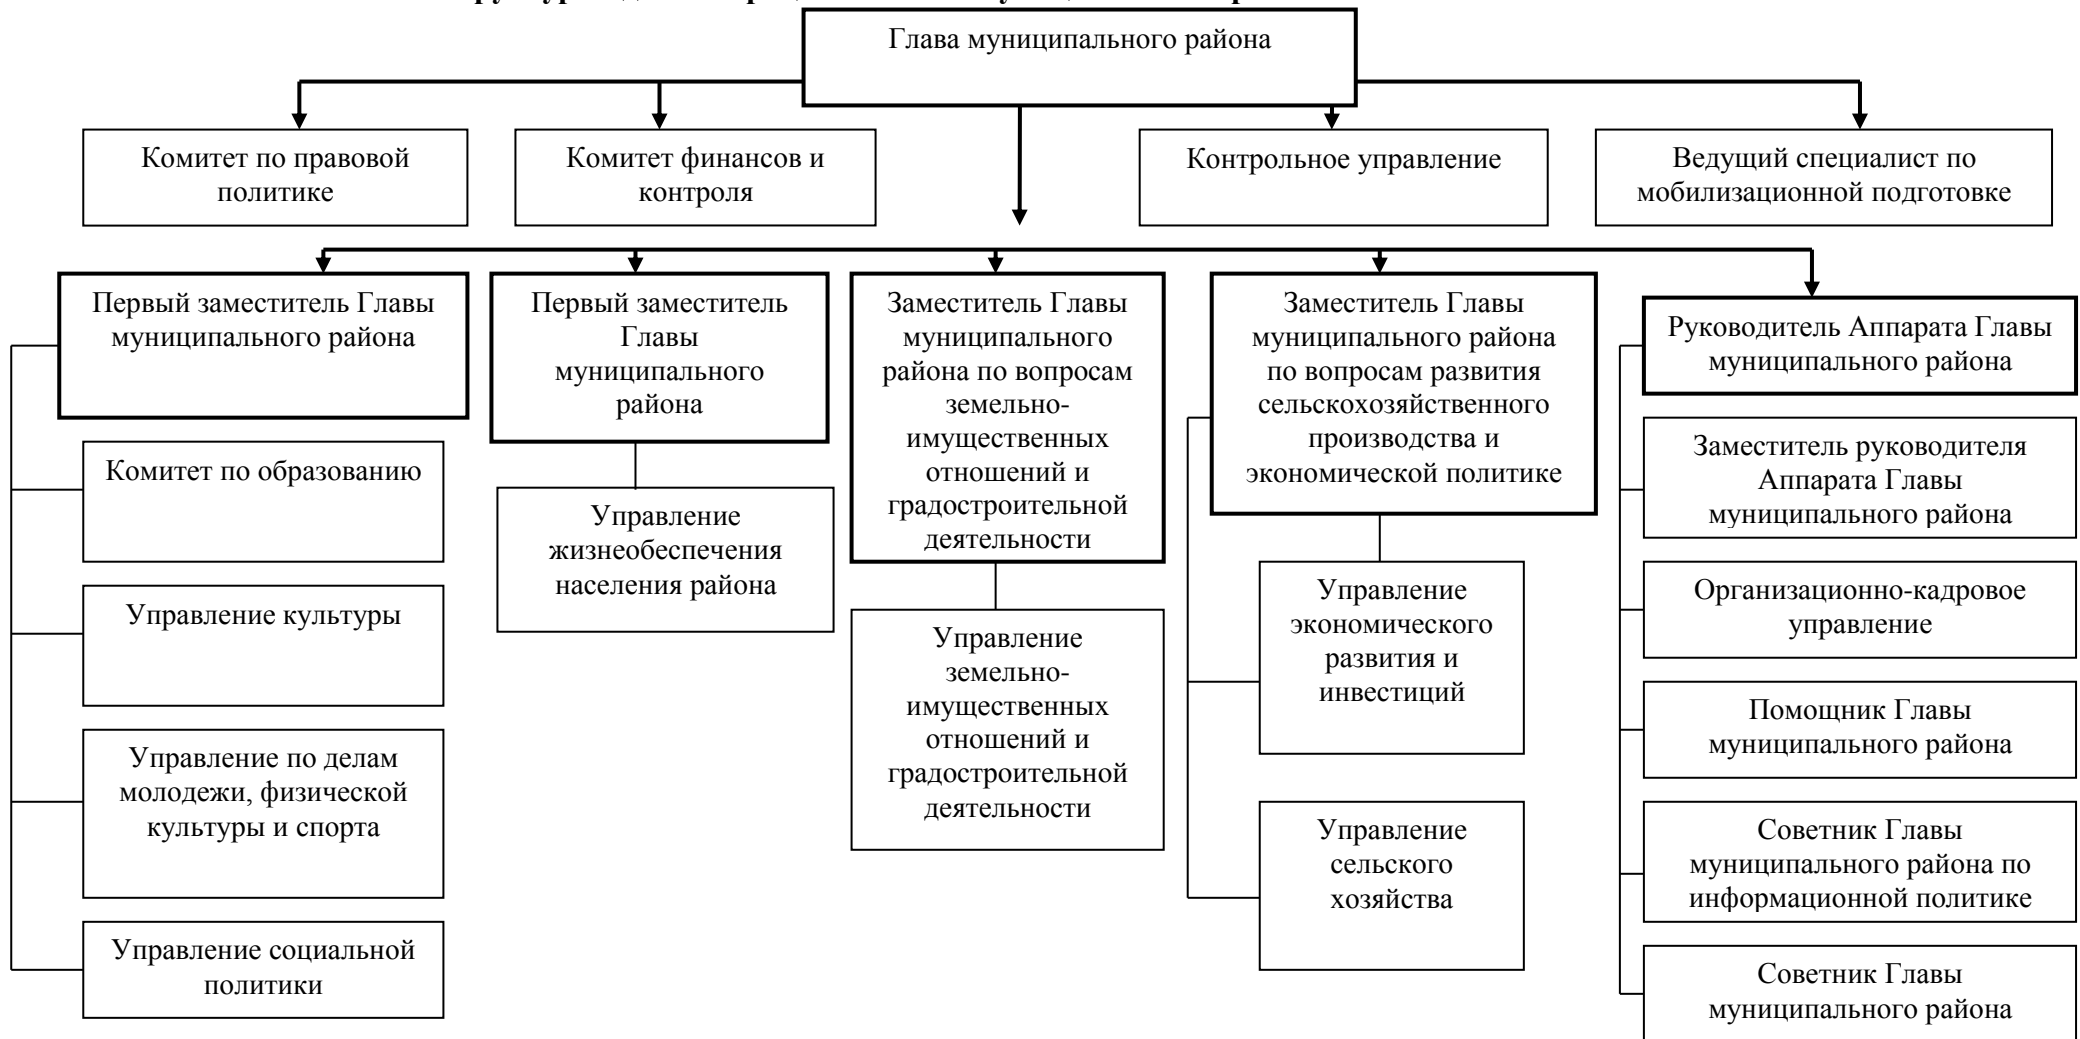 Глава муниципального района
Комитет по правовой
политике
Комитет финансов и
контроля
Контрольное управление
Ведущий специалист по
мобилизационной подготовке
Первый заместитель Главы
муниципального района
Первый заместитель
Главы
муниципального
района
Заместитель Главы
муниципального
района по вопросам
земельно-
имущественных
отношений и
градостроительной
деятельности
Заместитель Главы
муниципального района
по вопросам развития
сельскохозяйственного
производства и
экономической политике
Руководитель Аппарата Главы
муниципального района
Комитет по образованию
Управление культуры
Управление по делам
молодежи, физической
культуры и спорта
Управление социальной
политики
Управление
жизнеобеспечения
населения района
Управление
земельно-
имущественных
отношений и
градостроительной
деятельности
Управление
экономического
развития и
инвестиций
Управление
сельского
хозяйства
Заместитель руководителя
Аппарата Главы
муниципального района
Организационно-кадровое
управление
Помощник Главы
муниципального района
Советник Главы
муниципального района по
информационной политике
Советник Главы
муниципального района